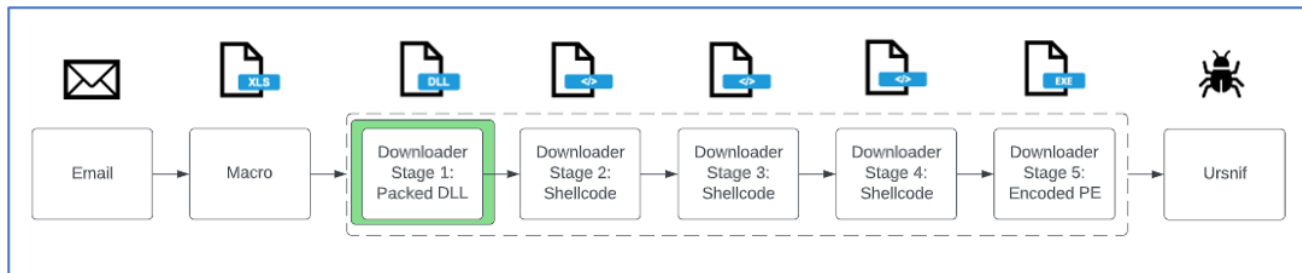 XLS
DLL
</>
</>
</>
EXE
Email
Macro
Downloader
Stage 1:
Packed DLL
Downloader
Stage 2:
Shellcode
Downloader
Stage 3:
Shellcode
Downloader
Stage 4:
Shellcode
Downloader
Stage 5:
Encoded PE
Ursnif